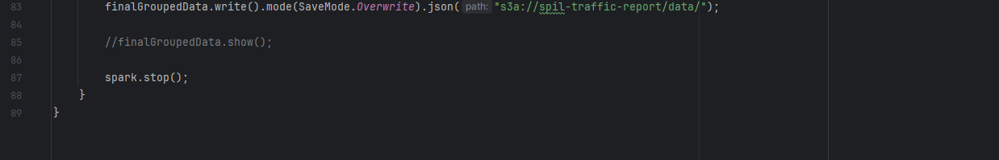 83 finalGroupedData.write().mode(SaveMode.Overwrite).json( path: "s3a://spil-traffic-report/data/");
84
85 //finalGroupedData.show();
86
87 spark.stop();
88 }
89 }